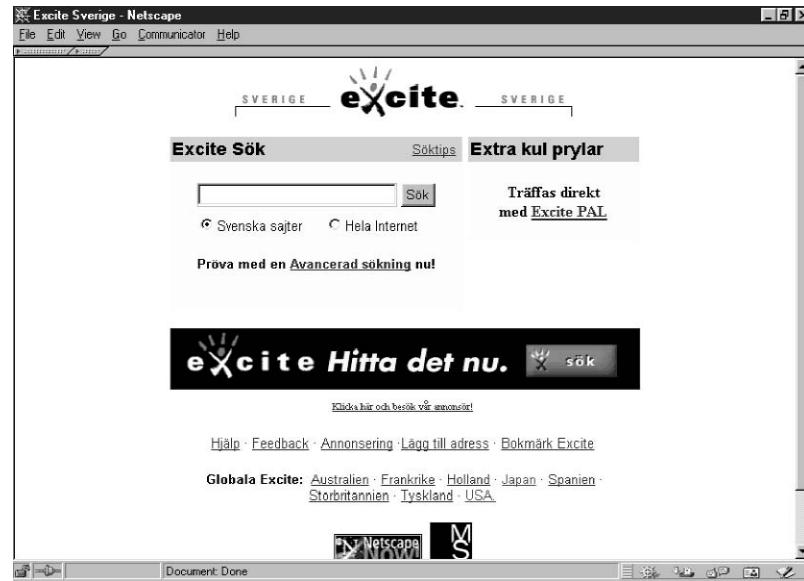 Excite Sverige - Netscape
File Edit View Go Communicator Help
SVERIGE excite. SVERIGE
Excite Sök Söktips Extra kul prylar
Sök
Träffas direkt
med Excite PAL
Svenska sajter Hela Internet
Pröva med en Avancerad sökning nu!
excite Hitta det nu. sök
Klicka här och besök vår annonsör!
Hjälp · Feedback · Annonsering · Lägg till adress · Bokmärk Excite
Globala Excite: Australien · Frankrike · Holland · Japan · Spanien ·
Storbritannien · Tyskland · USA.
Netscape NOW! MS
Document: Done